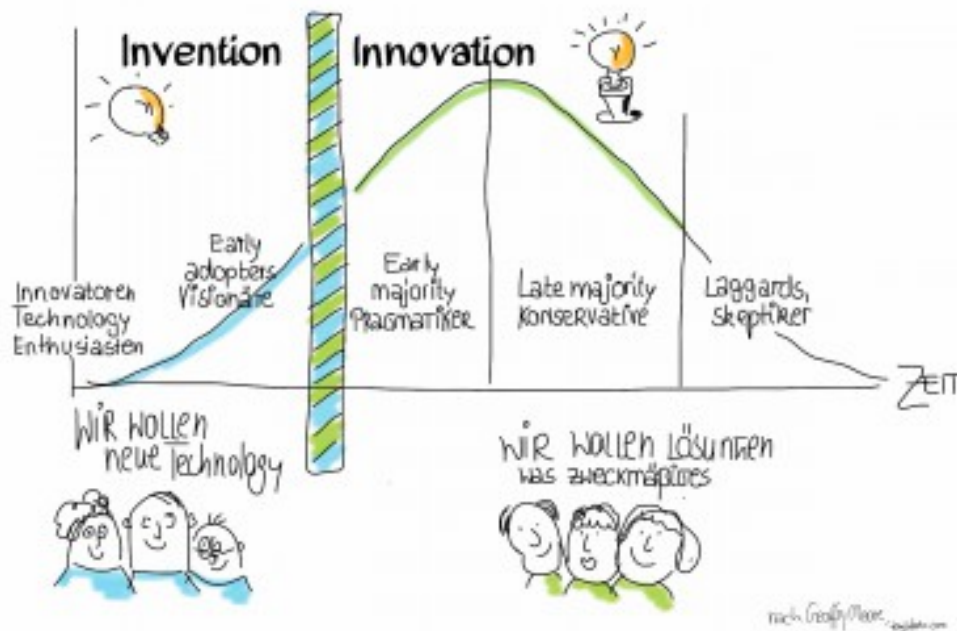 Invention
Innovation
Innovatoren
Technology
Enthusiasten
Early
adopters
Visionäre
Early
majority
Pragmatiker
Late majority
Konservative
Laggards,
Skeptiker
ZEIT
WIR WOLLEN
neue Technology
WIR WOLLEN LÖSUNGEN
was zweckmäßiges
nach Geoffry Moore,